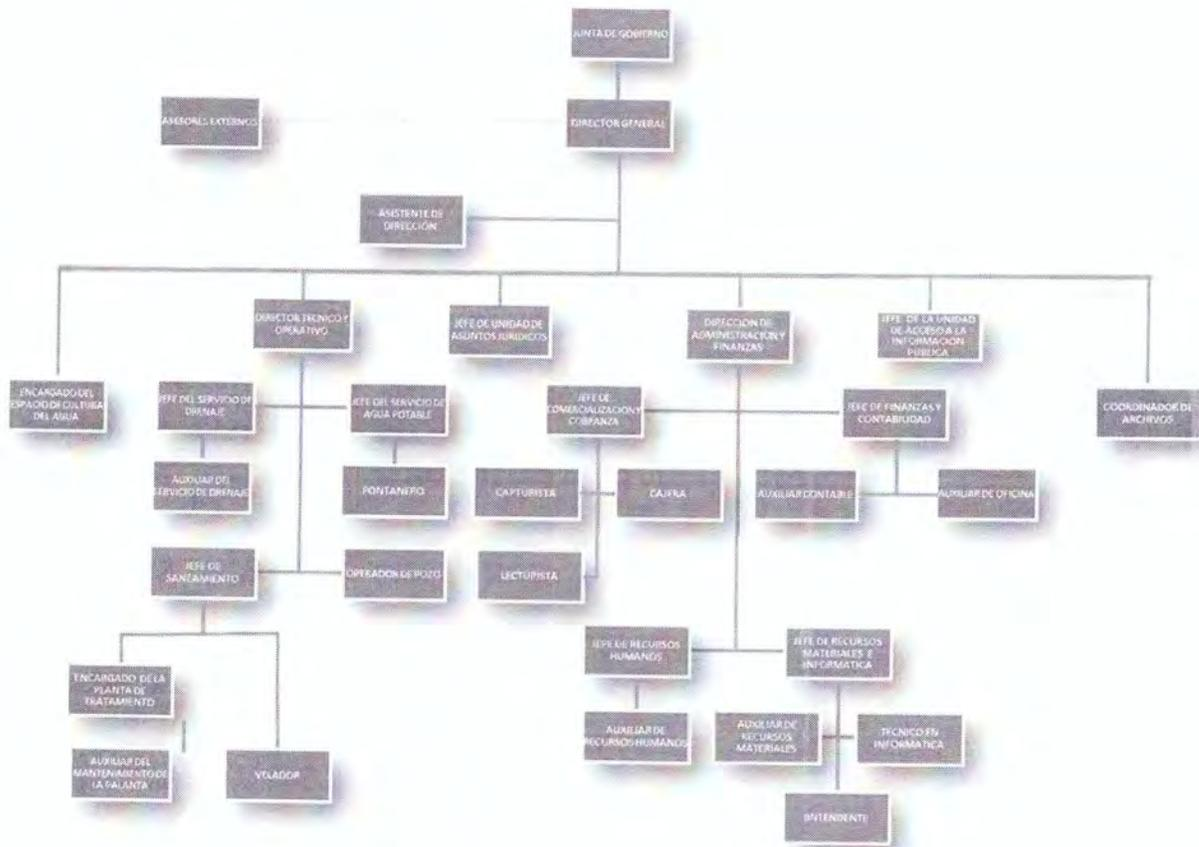 JUNTA DE GOBIERNO
ASESORES EXTERNOS
DIRECTOR GENERAL
ASISTENTE DE
DIRECCIÓN
DIRECTOR TECNICO Y
OPERATIVO
JEFE DE UNIDAD DE
ASUNTOS JURIDICOS
DIRECCION DE
ADMINISTRACION Y
FINANZAS
JEFE DE LA UNIDAD
DE ACCESO A LA
INFORMACION
PUBLICA
ENCARGADO DEL
ESPACIO DE CULTURA
DEL AGUA
JEFE DEL SERVICIO DE
DRENAJE
JEFE DEL SERVICIO DE
AGUA POTABLE
JEFE DE
COMERCIALIZACION Y
COBRANZA
JEFE DE FINANZAS Y
CONTABILIDAD
COORDINADOR DE
ARCHIVOS
AUXILIAR DEL
SERVICIO DE DRENAJE
FONTANERO
CAPTURISTA
CAJERA
AUXILIAR CONTABLE
AUXILIAR DE OFICINA
JEFE DE
SANEAMIENTO
OPERADOR DE POZO
LECTURISTA
JEFE DE RECURSOS
HUMANOS
JEFE DE RECURSOS
MATERIALES E
INFORMATICA
ENCARGADO DE LA
PLANTA DE
TRATAMIENTO
AUXILIAR DE
RECURSOS HUMANOS
AUXILIAR DE
RECURSOS
MATERIALES
TECNICO EN
INFORMATICA
AUXILIAR DEL
MANTENIMIENTO DE
LA PALANTA
VELADOR
INTENDENTE